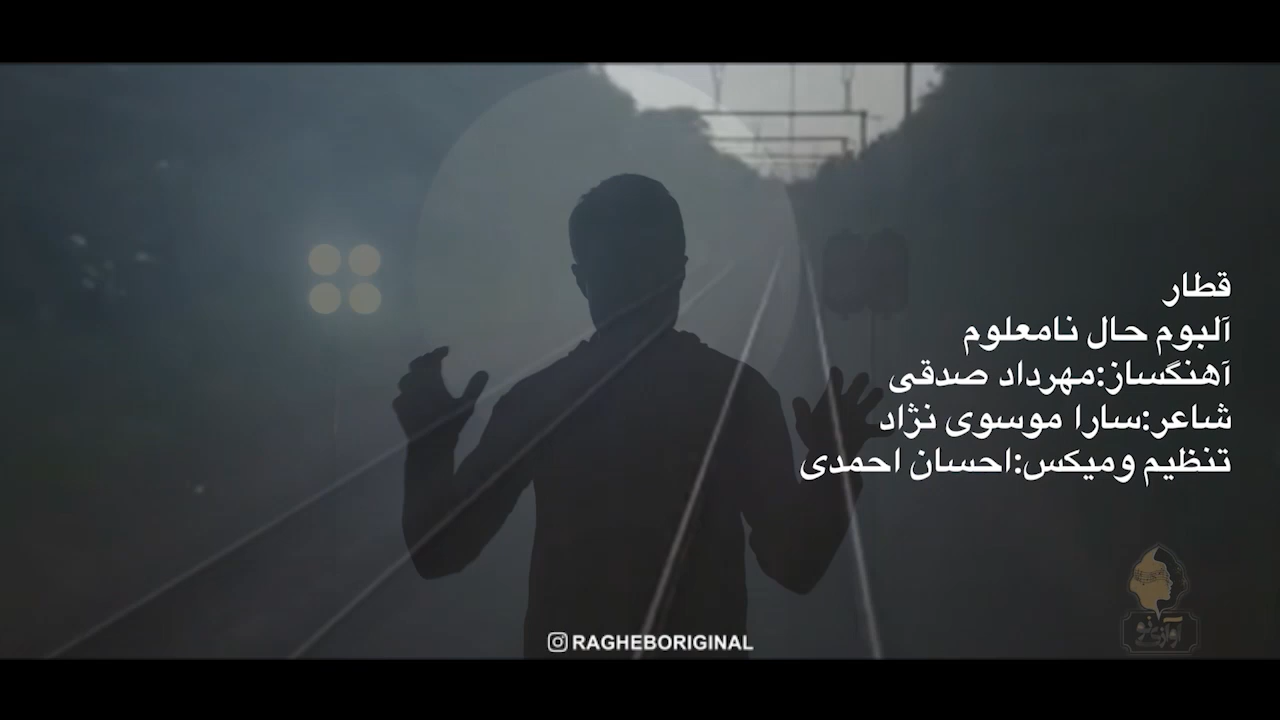 قطار
آلبوم حال نامعلوم
آهنگساز:مهرداد صدقی
شاعر:سارا موسوی نژاد
تنظیم ومیکس:احسان احمدی
RAGHEBORIGINAL